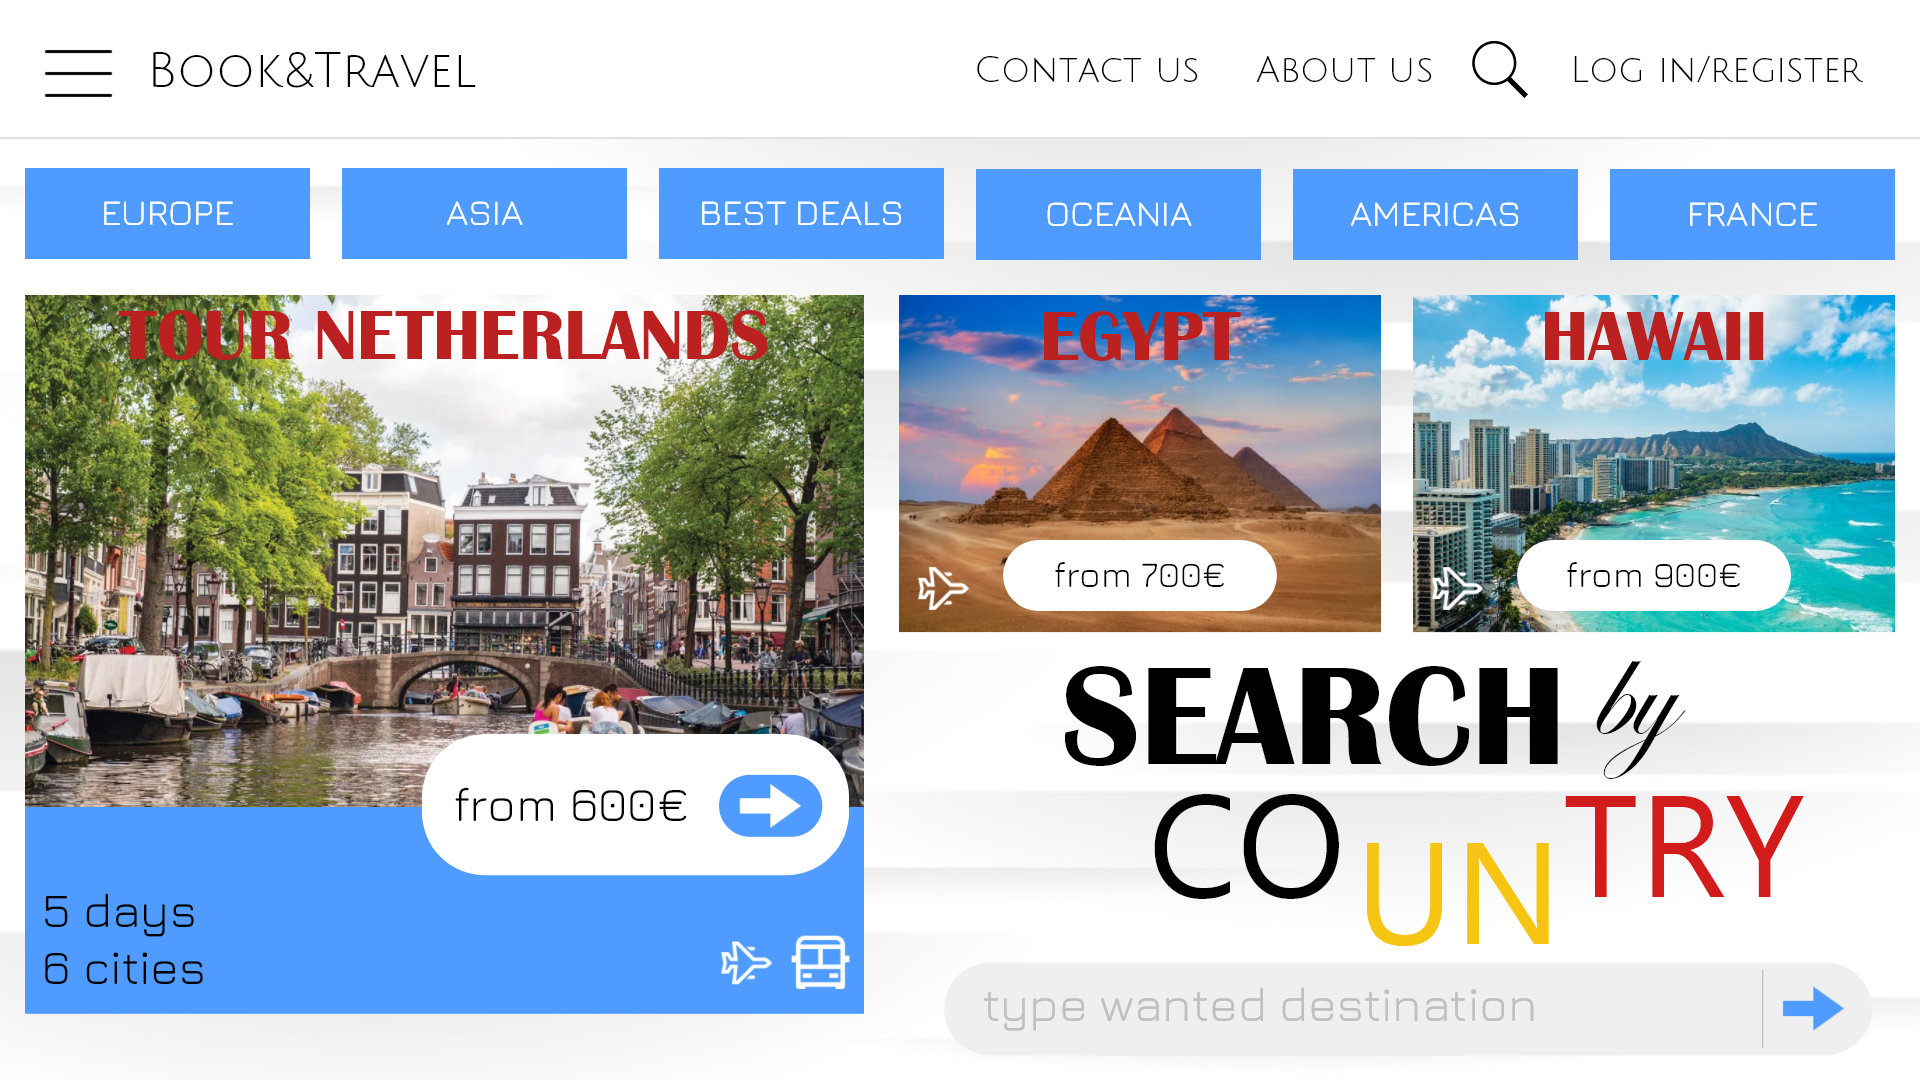 Book&Travel
Contact us
About us
Log in/register
EUROPE
ASIA
BEST DEALS
OCEANIA
AMERICAS
FRANCE
TOUR NETHERLANDS
from 600€
5 days
6 cities
EGYPT
from 700€
HAWAII
from 900€
SEARCH by
COUNTRY
type wanted destination